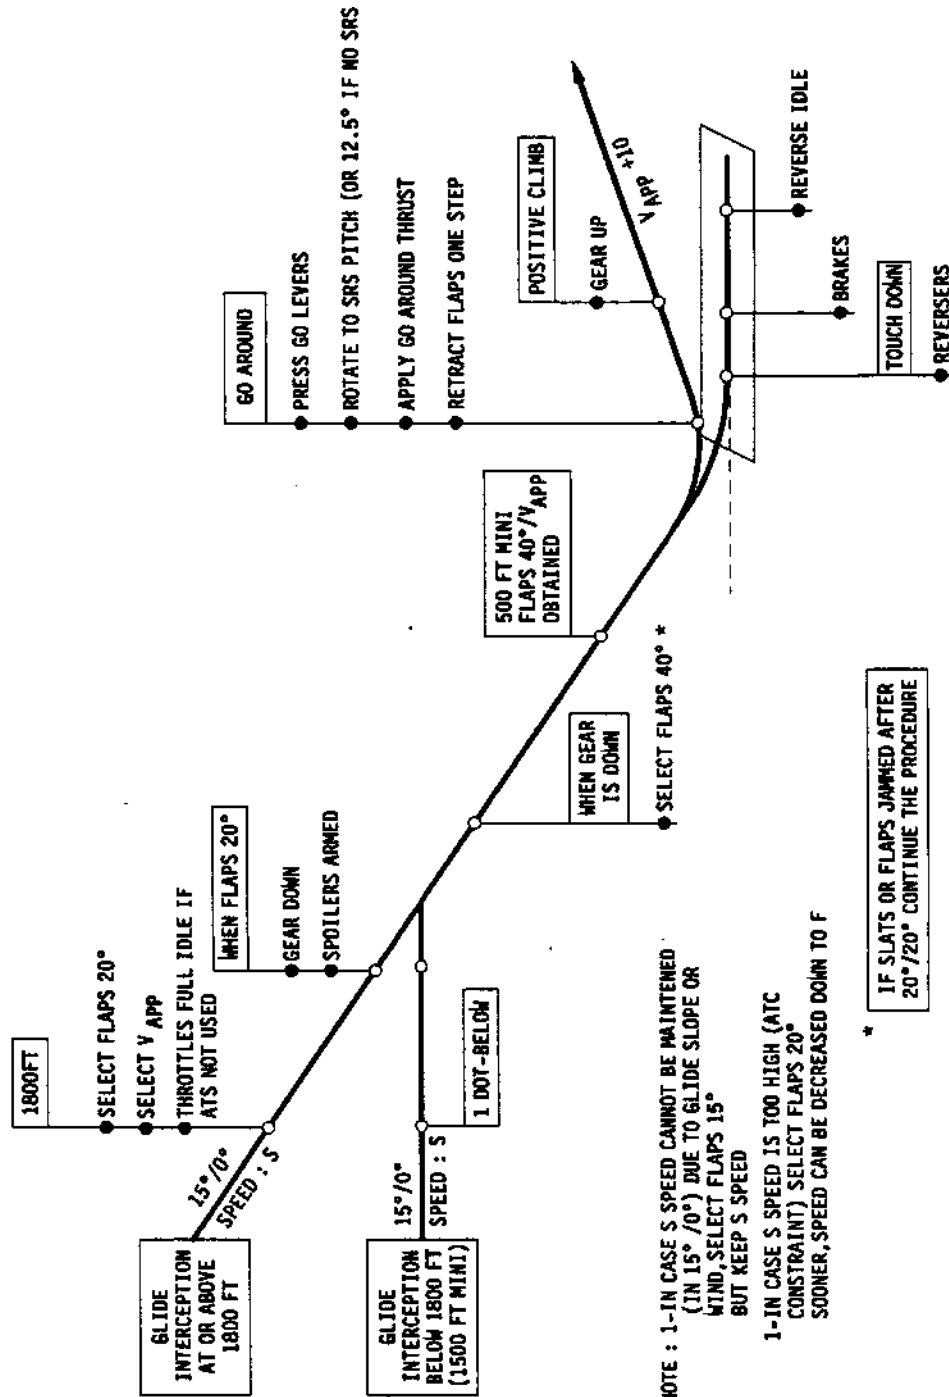 GLIDE
INTERCEPTION
AT OR ABOVE
1800 FT
15°/0°
SPEED : S
1800FT
SELECT FLAPS 20°
SELECT V APP
THROTTLES FULL IDLE IF
ATS NOT USED
WHEN FLAPS 20°
GEAR DOWN
SPOILERS ARMED
GLIDE
INTERCEPTION
BELOW 1800 FT
(1500 FT MINI)
15°/0°
SPEED : S
1 DOT-BELOW
WHEN GEAR
IS DOWN
SELECT FLAPS 40° *
500 FT MINI
FLAPS 40°/VAPP
OBTAINED
GO AROUND
PRESS GO LEVERS
ROTATE TO SRS PITCH (OR 12.5° IF NO SRS
APPLY GO AROUND THRUST
RETRACT FLAPS ONE STEP
POSITIVE CLIMB
GEAR UP
V APP +10
TOUCH DOWN
REVERSERS
BRAKES
REVERSE IDLE
NOTE : 1-IN CASE S SPEED CANNOT BE MAINTENED
(IN 15° /0°) DUE TO GLIDE SLOPE OR
WIND,SELECT FLAPS 15°
BUT KEEP S SPEED
1-IN CASE S SPEED IS TOO HIGH (ATC
CONSTRAINT) SELECT FLAPS 20°
SOONER,SPEED CAN BE DECREASED DOWN TO F
*
IF SLATS OR FLAPS JAMMED AFTER
20°/20° CONTINUE THE PROCEDURE